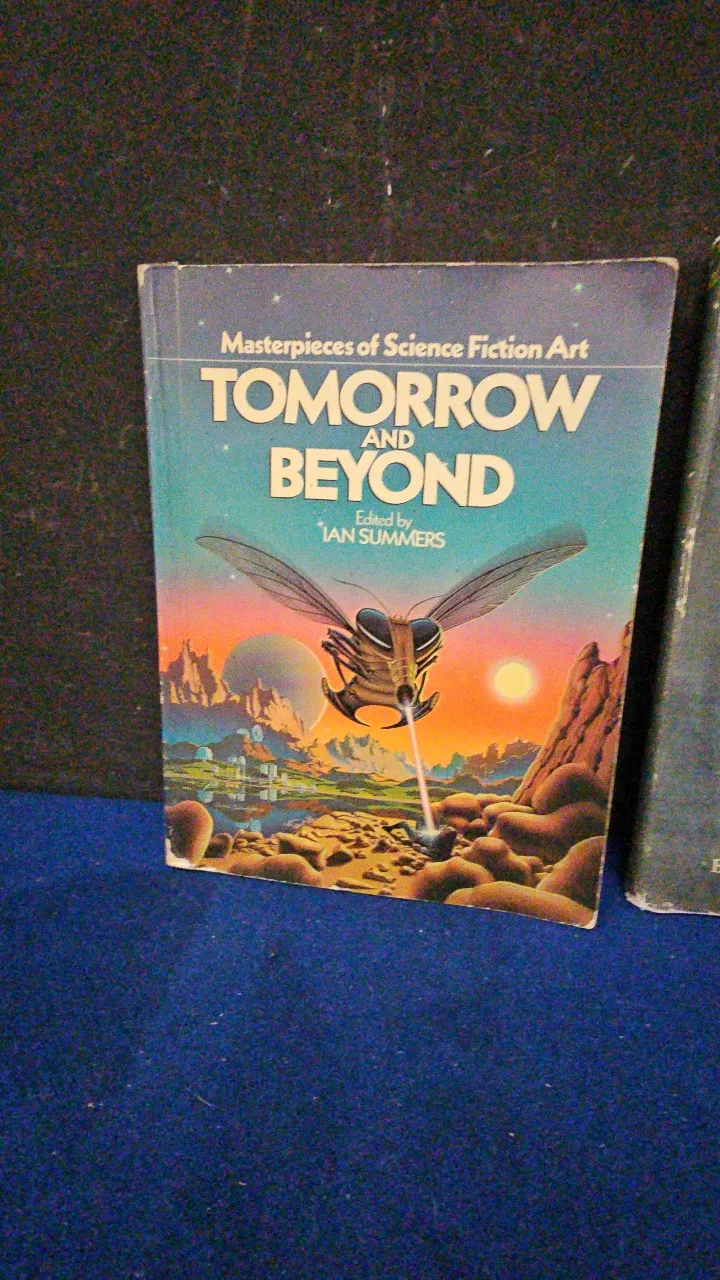 Masterpieces of Science Fiction Art
TOMORROW
AND
BEYOND
Edited by
IAN SUMMERS